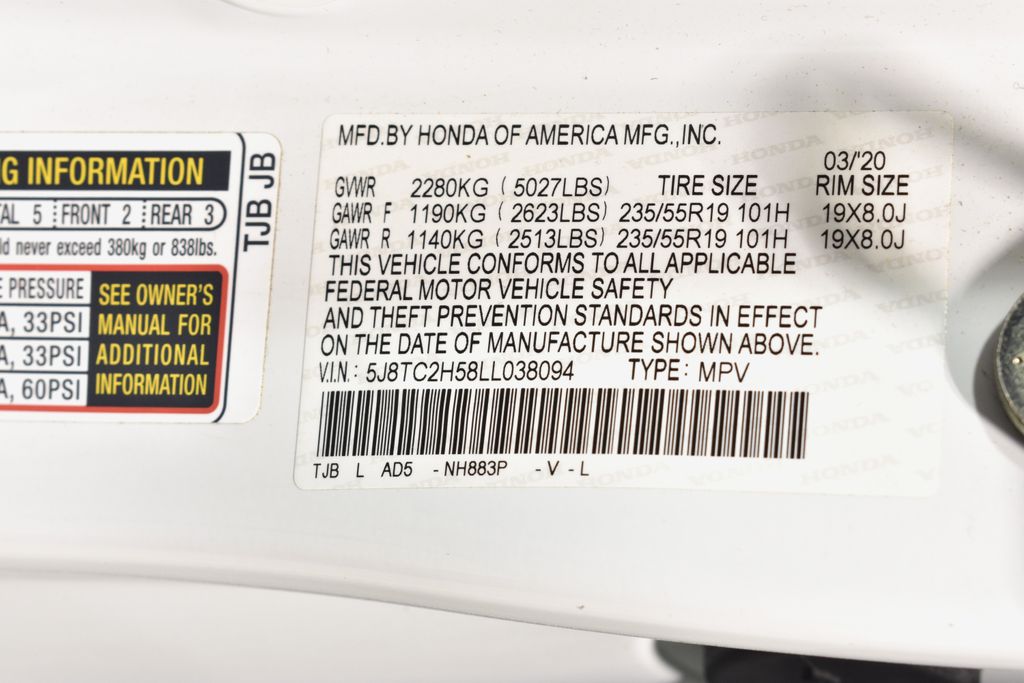 G INFORMATION
TAL 5 FRONT 2 REAR 3
never exceed 380kg or 838lbs.
PRESSURE
A, 33PSI
A, 33PSI
A, 60PSI
SEE OWNER'S
MANUAL FOR
ADDITIONAL
INFORMATION
TJB JB
MFD.BY HONDA OF AMERICA MFG.,INC.
03/'20
GVWR 2280KG (5027LBS) TIRE SIZE RIM SIZE
GAWR F 1190KG (2623LBS) 235/55R19 101H 19X8.0J
GAWR R 1140KG (2513LBS) 235/55R19 101H 19X8.0J
THIS VEHICLE CONFORMS TO ALL APPLICABLE
FEDERAL MOTOR VEHICLE SAFETY
AND THEFT PREVENTION STANDARDS IN EFFECT
ON THE DATE OF MANUFACTURE SHOWN ABOVE.
V.I.N.: 5J8TC2H58LL038094 TYPE: MPV
TJB L AD5 -NH883P -V-L